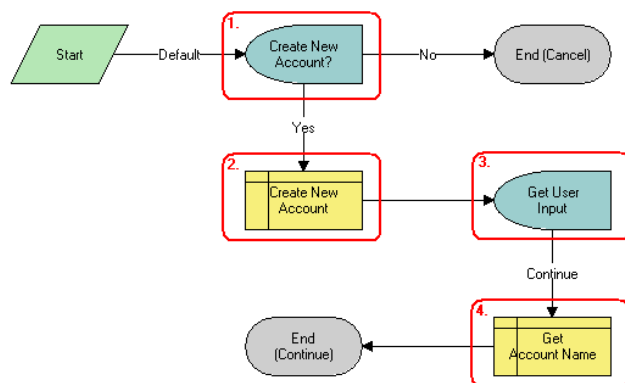 1.
Start
Default
Create New
Account?
No
End (Cancel)
Yes
2.
Create New
Account
3.
Get User
Input
Continue
4.
Get
Account Name
End
(Continue)